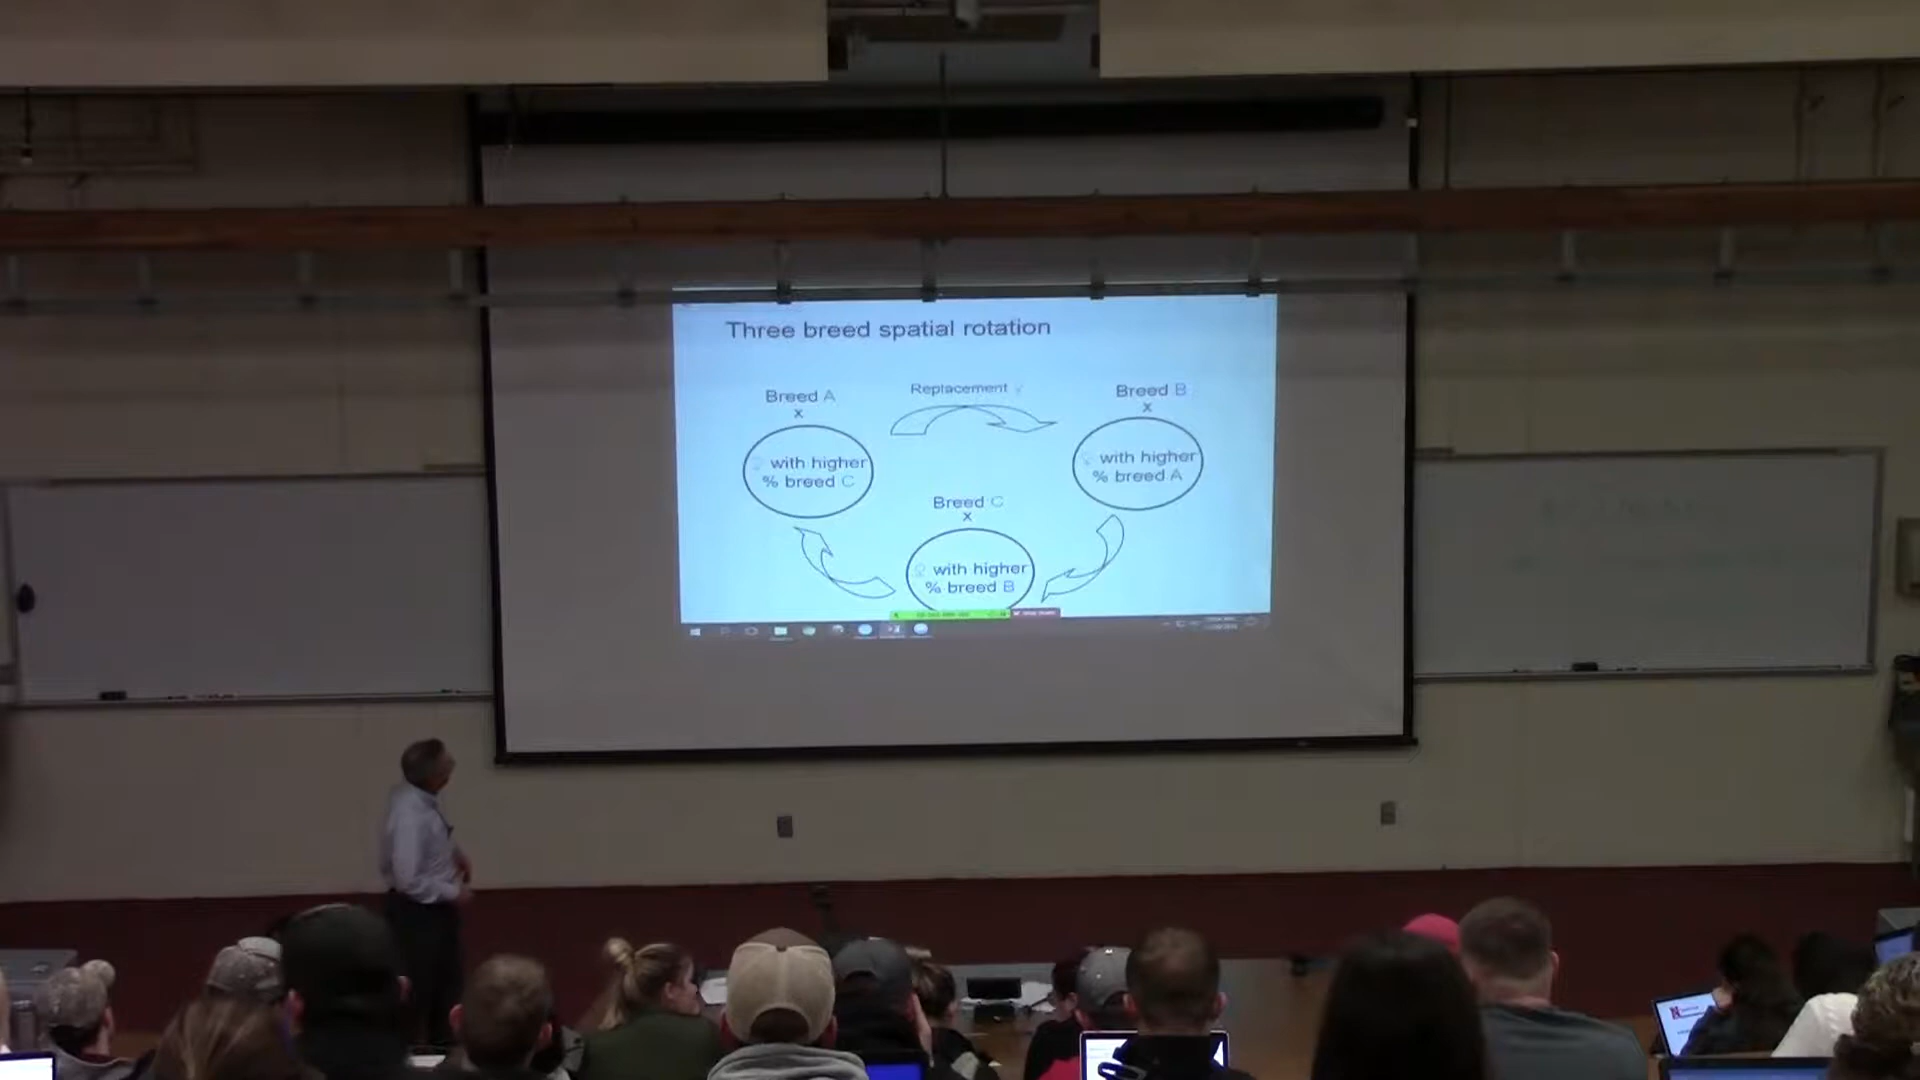 Three breed spatial rotation
Breed A
x
♀ with higher
% breed C
Replacement ♀
Breed B
x
♀ with higher
% breed A
Breed C
x
♀ with higher
% breed B